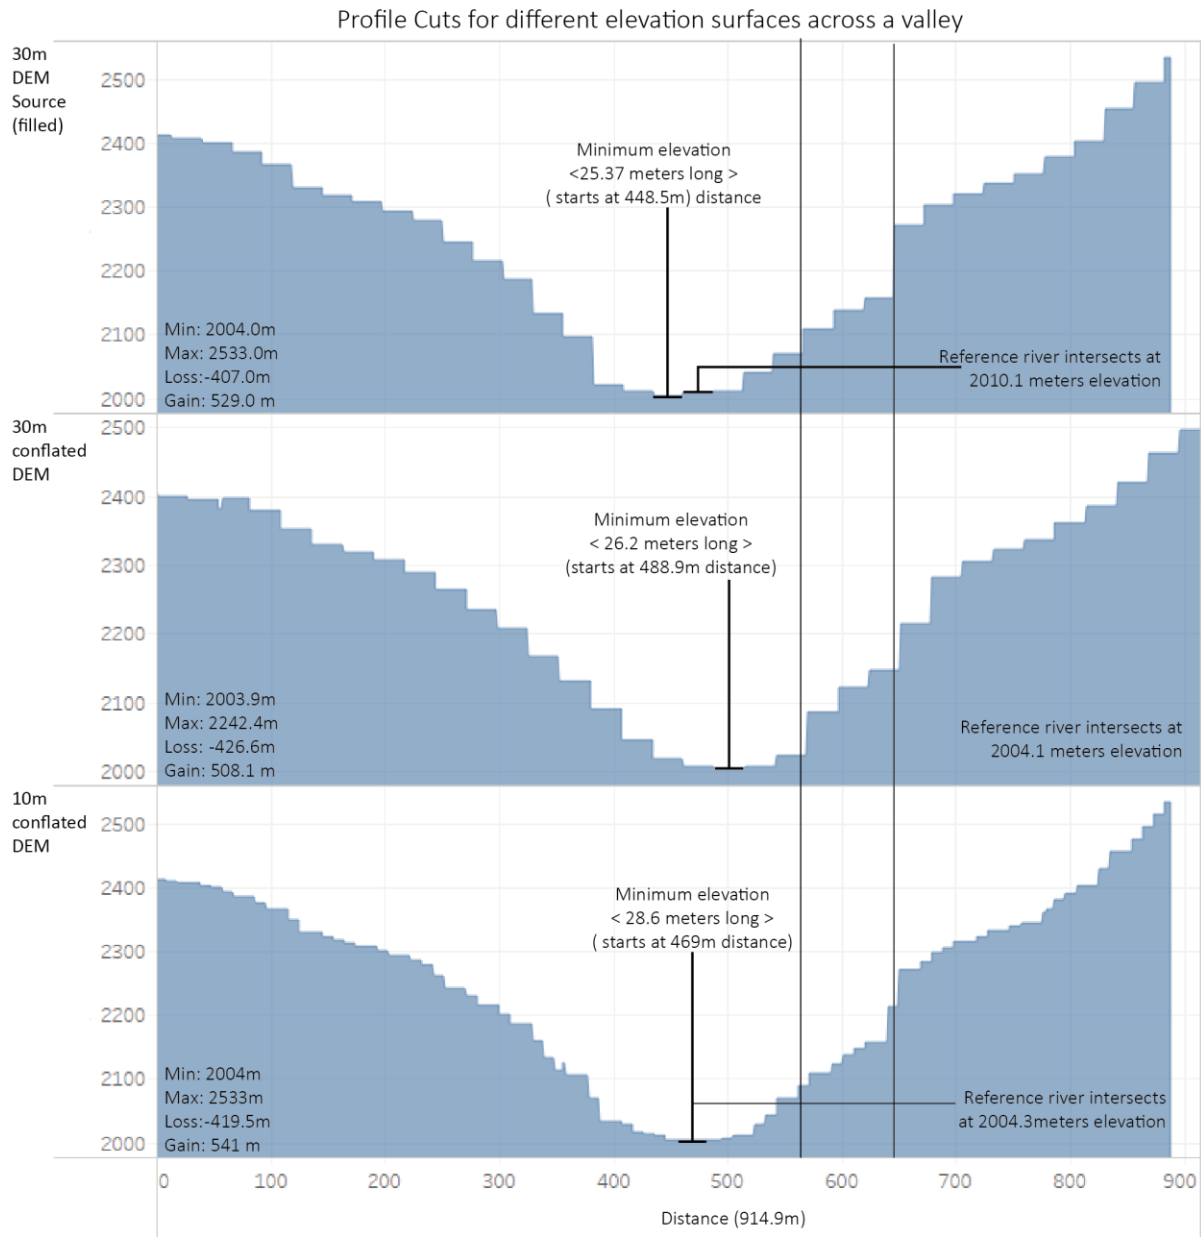 Profile Cuts for different elevation surfaces across a valley
30m
DEM
Source
(filled)
2500
2400
2300
2200
2100
2000
Minimum elevation
<25.37 meters long >
( starts at 448.5m) distance
Min: 2004.0m
Max: 2533.0m
Loss:-407.0m
Gain: 529.0 m
Reference river intersects at
2010.1 meters elevation
30m
conflated
DEM
2500
2400
2300
2200
2100
2000
Minimum elevation
< 26.2 meters long >
(starts at 488.9m distance)
Min: 2003.9m
Max: 2242.4m
Loss: -426.6m
Gain: 508.1 m
Reference river intersects at
2004.1 meters elevation
10m
conflated
DEM
2500
2400
2300
2200
2100
2000
Minimum elevation
< 28.6 meters long >
( starts at 469m distance)
Min: 2004m
Max: 2533m
Loss:-419.5m
Gain: 541 m
Reference river intersects
at 2004.3meters elevation
0 100 200 300 400 500 600 700 800 900
Distance (914.9m)